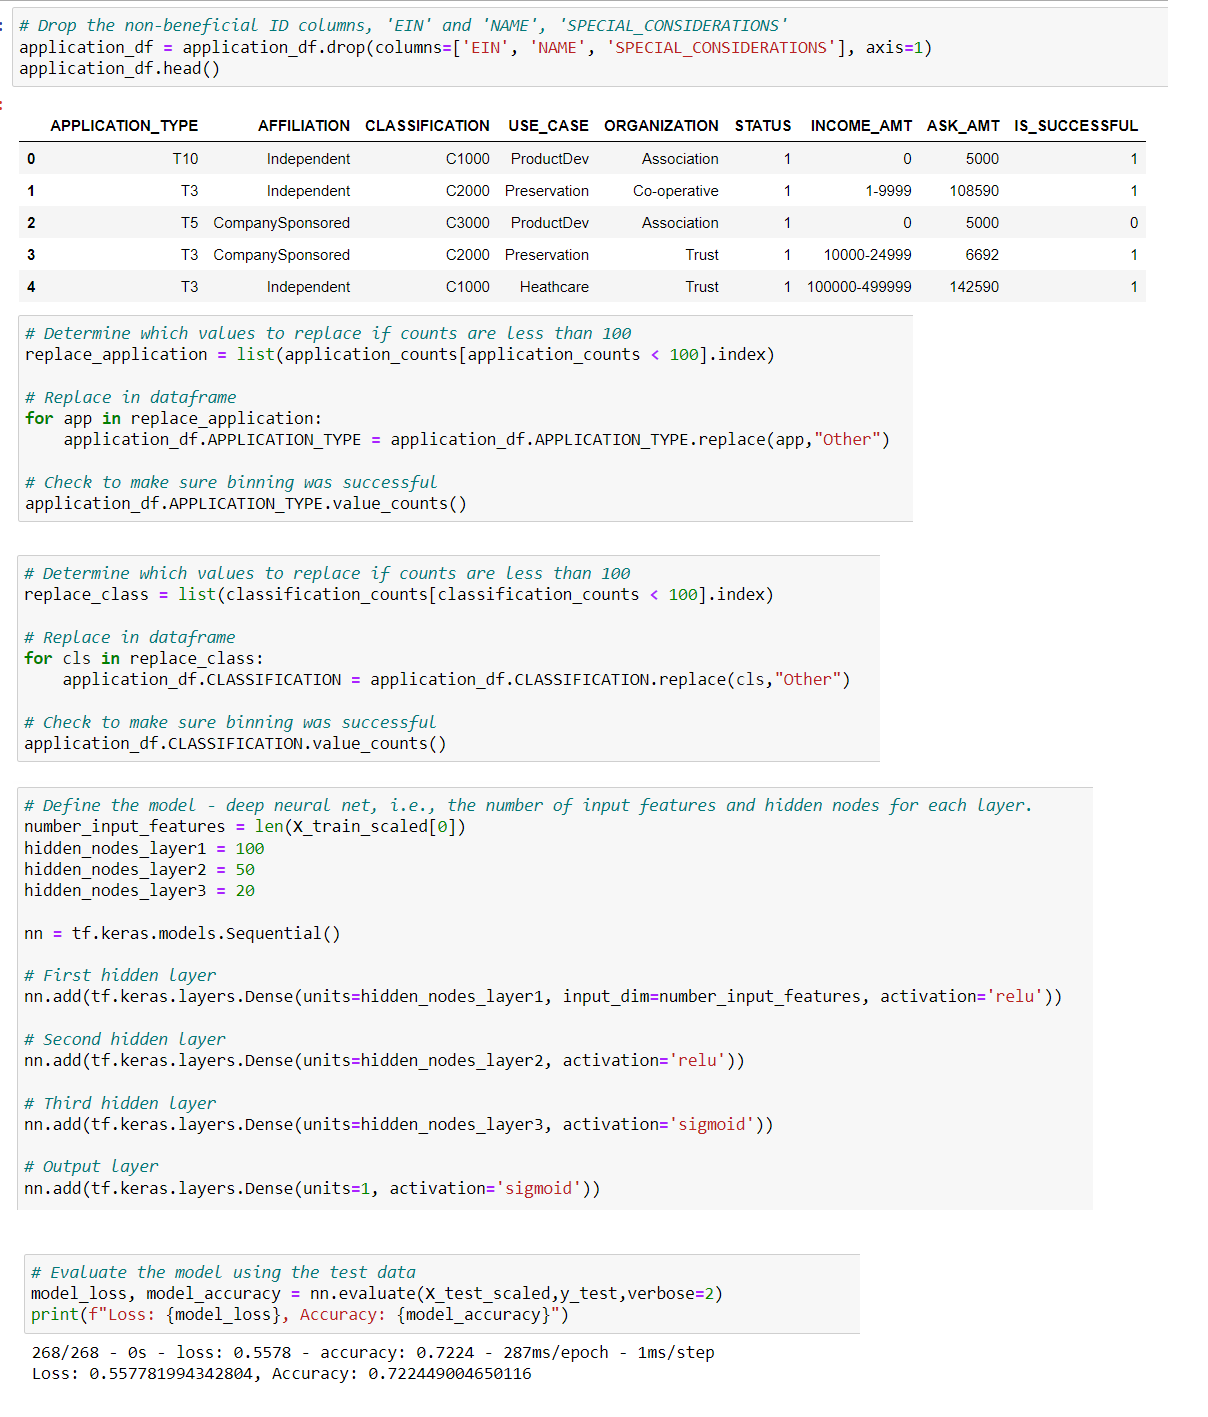 # Drop the non-beneficial ID columns, 'EIN' and 'NAME', 'SPECIAL_CONSIDERATIONS'
application_df = application_df.drop(columns=['EIN', 'NAME', 'SPECIAL_CONSIDERATIONS'], axis=1)
application_df.head()
APPLICATION_TYPE AFFILIATION CLASSIFICATION USE_CASE ORGANIZATION STATUS INCOME_AMT ASK_AMT IS_SUCCESSFUL
0 T10 Independent C1000 ProductDev Association 1 0 5000 1
1 T3 Independent C2000 Preservation Co-operative 1 1-9999 108590 1
2 T5 CompanySponsored C3000 ProductDev Association 1 0 5000 0
3 T3 CompanySponsored C2000 Preservation Trust 1 10000-24999 6692 1
4 T3 Independent C1000 Heathcare Trust 1 100000-499999 142590 1
# Determine which values to replace if counts are less than 100
replace_application = list(application_counts[application_counts < 100].index)
# Replace in dataframe
for app in replace_application:
application_df.APPLICATION_TYPE = application_df.APPLICATION_TYPE.replace(app,"Other")
# Check to make sure binning was successful
application_df.APPLICATION_TYPE.value_counts()
# Determine which values to replace if counts are less than 100
replace_class = list(classification_counts[classification_counts < 100].index)
# Replace in dataframe
for cls in replace_class:
application_df.CLASSIFICATION = application_df.CLASSIFICATION.replace(cls,"Other")
# Check to make sure binning was successful
application_df.CLASSIFICATION.value_counts()
# Define the model - deep neural net, i.e., the number of input features and hidden nodes for each layer.
number_input_features = len(X_train_scaled[0])
hidden_nodes_layer1 = 100
hidden_nodes_layer2 = 50
hidden_nodes_layer3 = 20
nn = tf.keras.models.Sequential()
# First hidden layer
nn.add(tf.keras.layers.Dense(units=hidden_nodes_layer1, input_dim=number_input_features, activation='relu'))
# Second hidden layer
nn.add(tf.keras.layers.Dense(units=hidden_nodes_layer2, activation='relu'))
# Third hidden layer
nn.add(tf.keras.layers.Dense(units=hidden_nodes_layer3, activation='sigmoid'))
# Output layer
nn.add(tf.keras.layers.Dense(units=1, activation='sigmoid'))
# Evaluate the model using the test data
model_loss, model_accuracy = nn.evaluate(X_test_scaled,y_test,verbose=2)
print(f"Loss: {model_loss}, Accuracy: {model_accuracy}")
268/268 - 0s - loss: 0.5578 - accuracy: 0.7224 - 287ms/epoch - 1ms/step
Loss: 0.557781994342804, Accuracy: 0.722449004650116